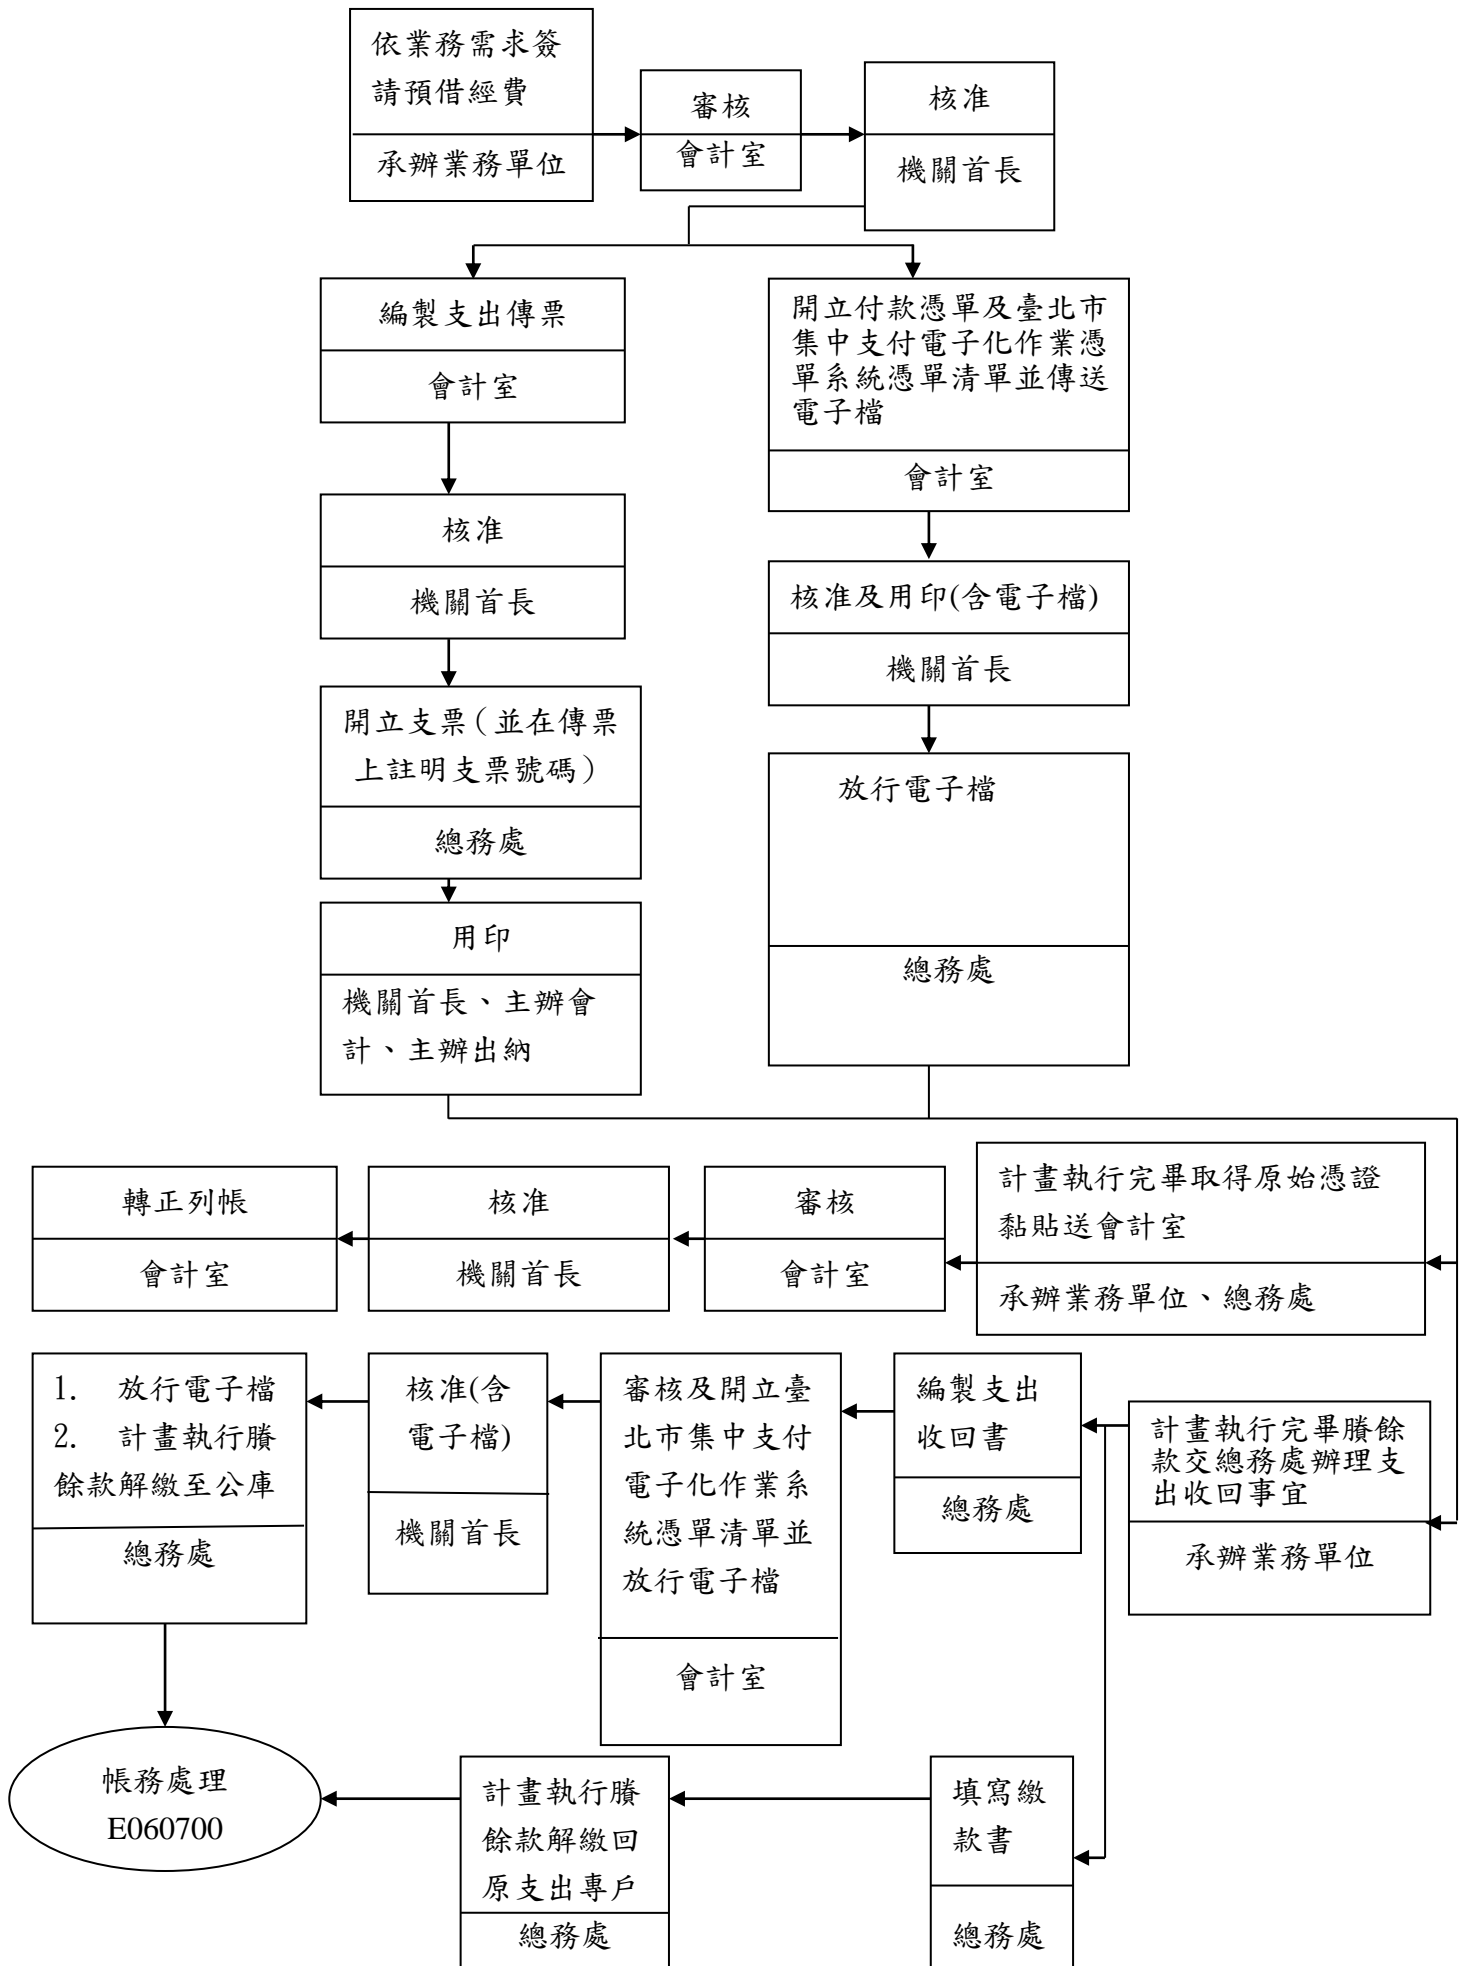 依業務需求簽
請預借經費
承辦業務單位
審核
會計室
核准
機關首長
編製支出傳票
會計室
核准
機關首長
開立支票（並在傳票
上註明支票號碼）
總務處
用印
機關首長、主辦會
計、主辦出納
開立付款憑單及臺北市
集中支付電子化作業憑
單系統憑單清單並傳送
電子檔
會計室
核准及用印(含電子檔)
機關首長
放行電子檔
總務處
計畫執行完畢取得原始憑證
黏貼送會計室
承辦業務單位、總務處
審核
會計室
核准
機關首長
轉正列帳
會計室
計畫執行完畢賸餘
款交總務處辦理支
出收回事宜
承辦業務單位
編製支出
收回書
總務處
審核及開立臺
北市集中支付
電子化作業系
統憑單清單並
放行電子檔
會計室
核准(含
電子檔)
機關首長
1. 放行電子檔
2. 計畫執行賸
餘款解繳至公庫
總務處
填寫繳
款書
總務處
計畫執行賸
餘款解繳回
原支出專戶
總務處
帳務處理
E060700